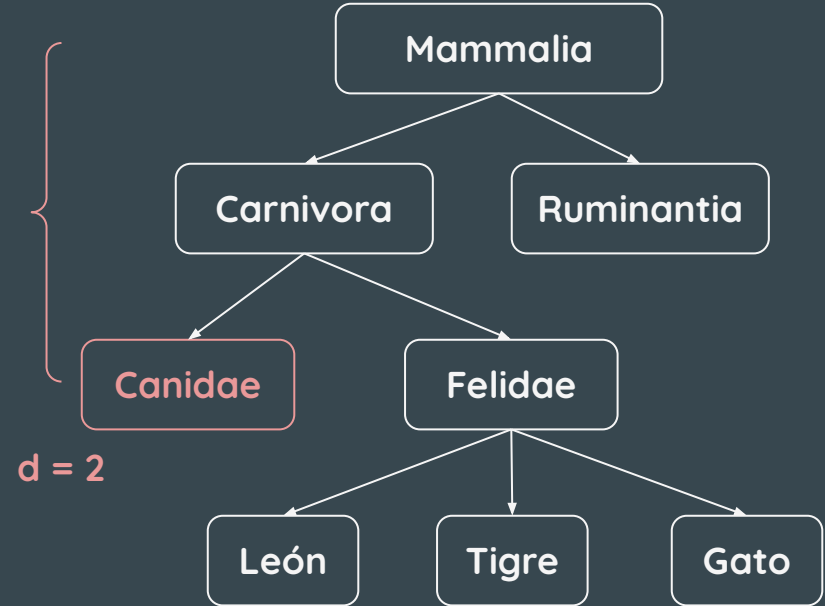 Mammalia
Carnivora
Ruminantia
Canidae
Felidae
d = 2
León
Tigre
Gato